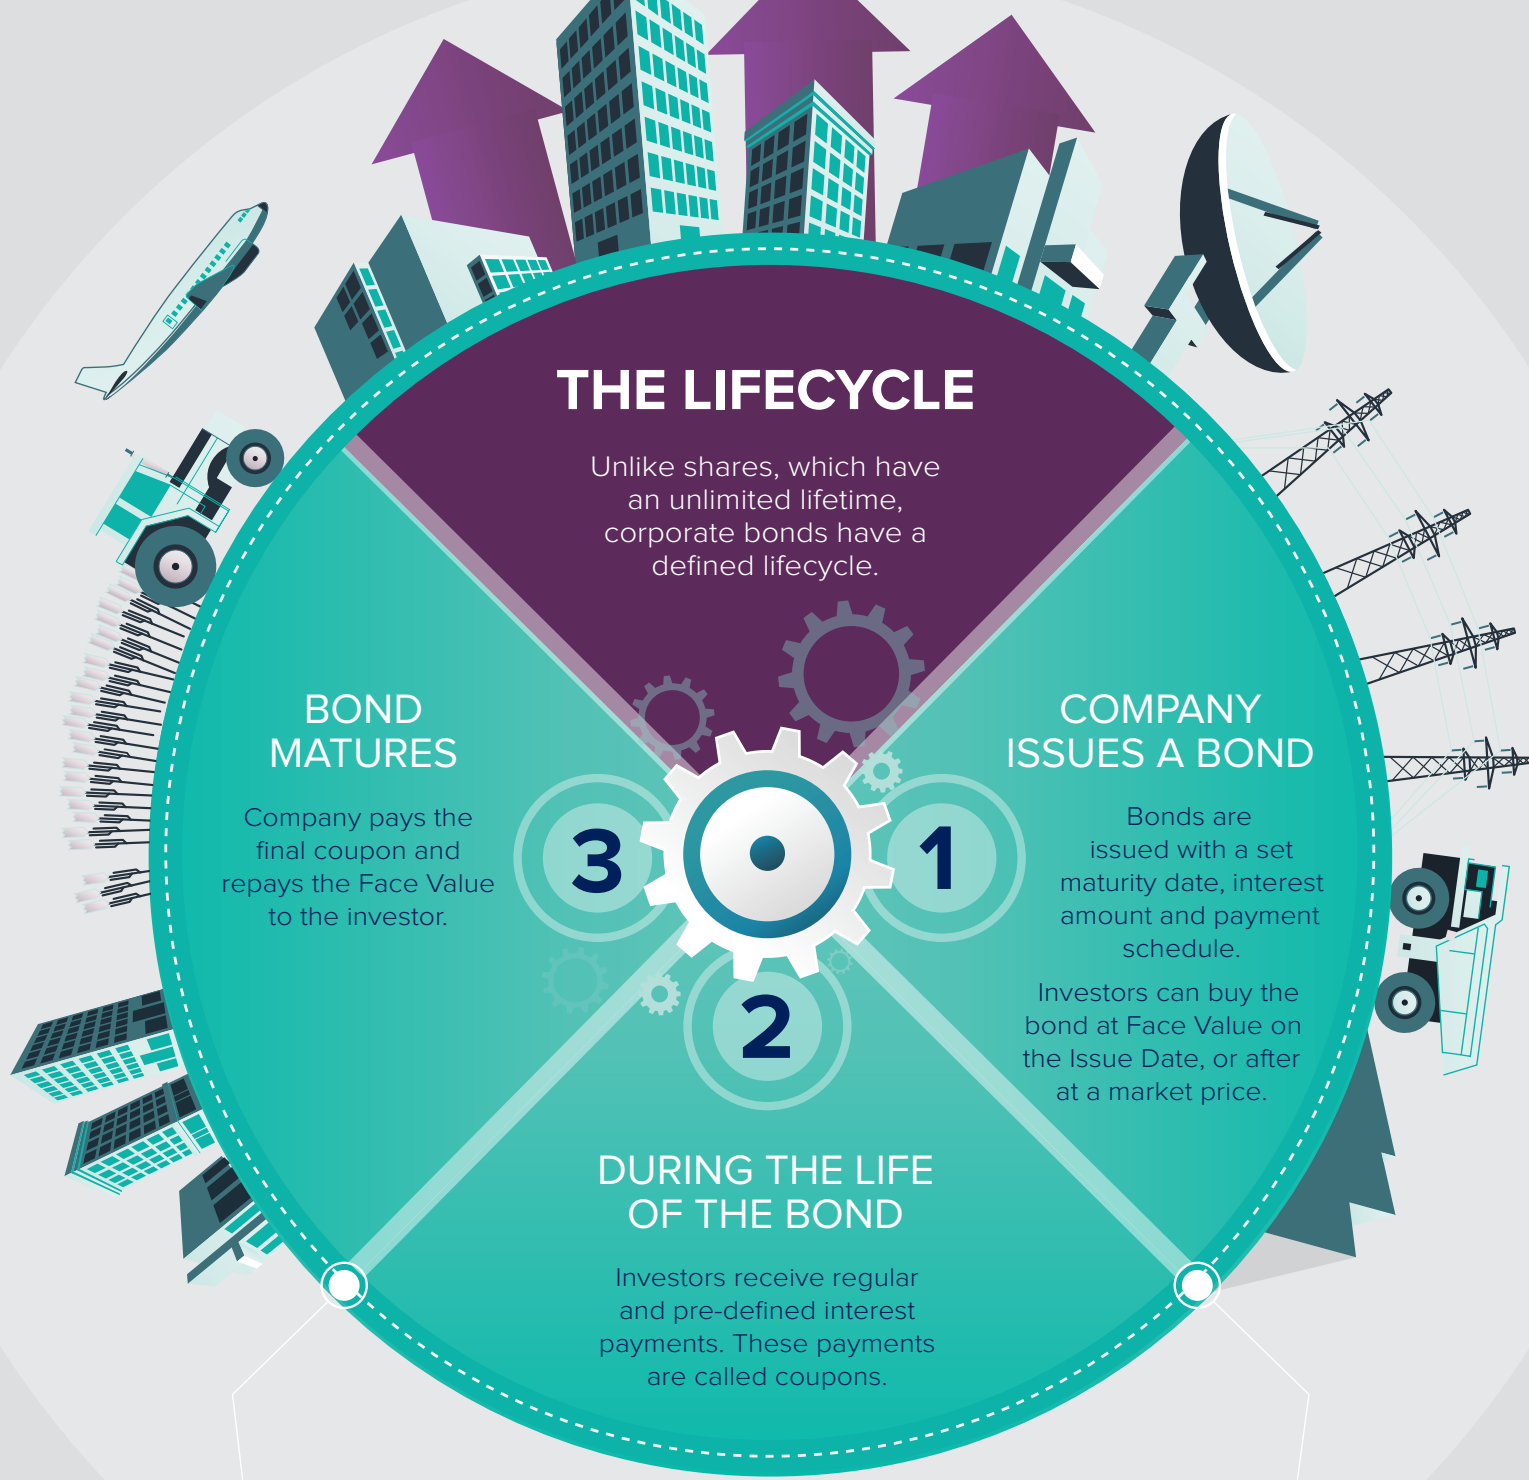 THE LIFECYCLE
Unlike shares, which have
an unlimited lifetime,
corporate bonds have a
defined lifecycle.
1
COMPANY
ISSUES A BOND
Bonds are
issued with a set
maturity date, interest
amount and payment
schedule.
Investors can buy the
bond at Face Value on
the Issue Date, or after
at a market price.
2
DURING THE LIFE
OF THE BOND
Investors receive regular
and pre-defined interest
payments. These payments
are called coupons.
3
BOND
MATURES
Company pays the
final coupon and
repays the Face Value
to the investor.